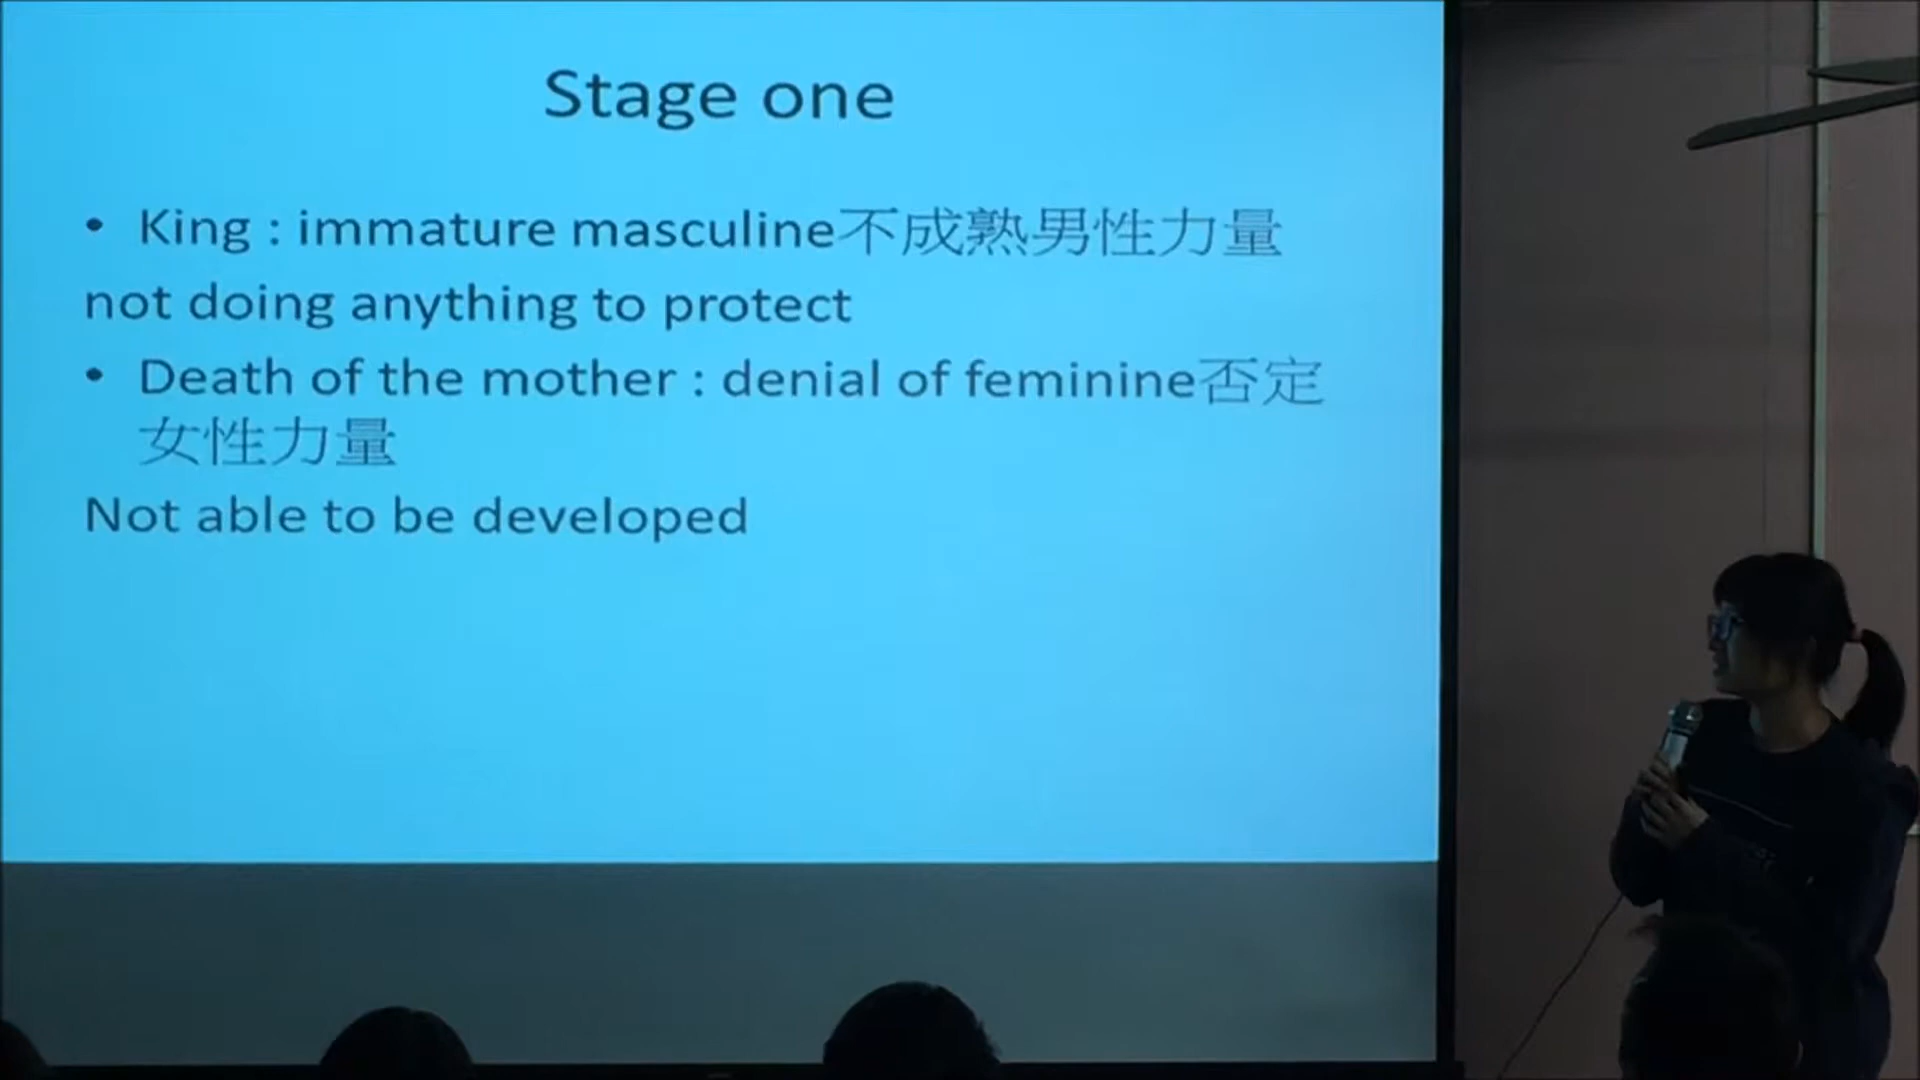 Stage one
• King : immature masculine不成熟男性力量
not doing anything to protect
• Death of the mother : denial of feminine否定
女性力量
Not able to be developed